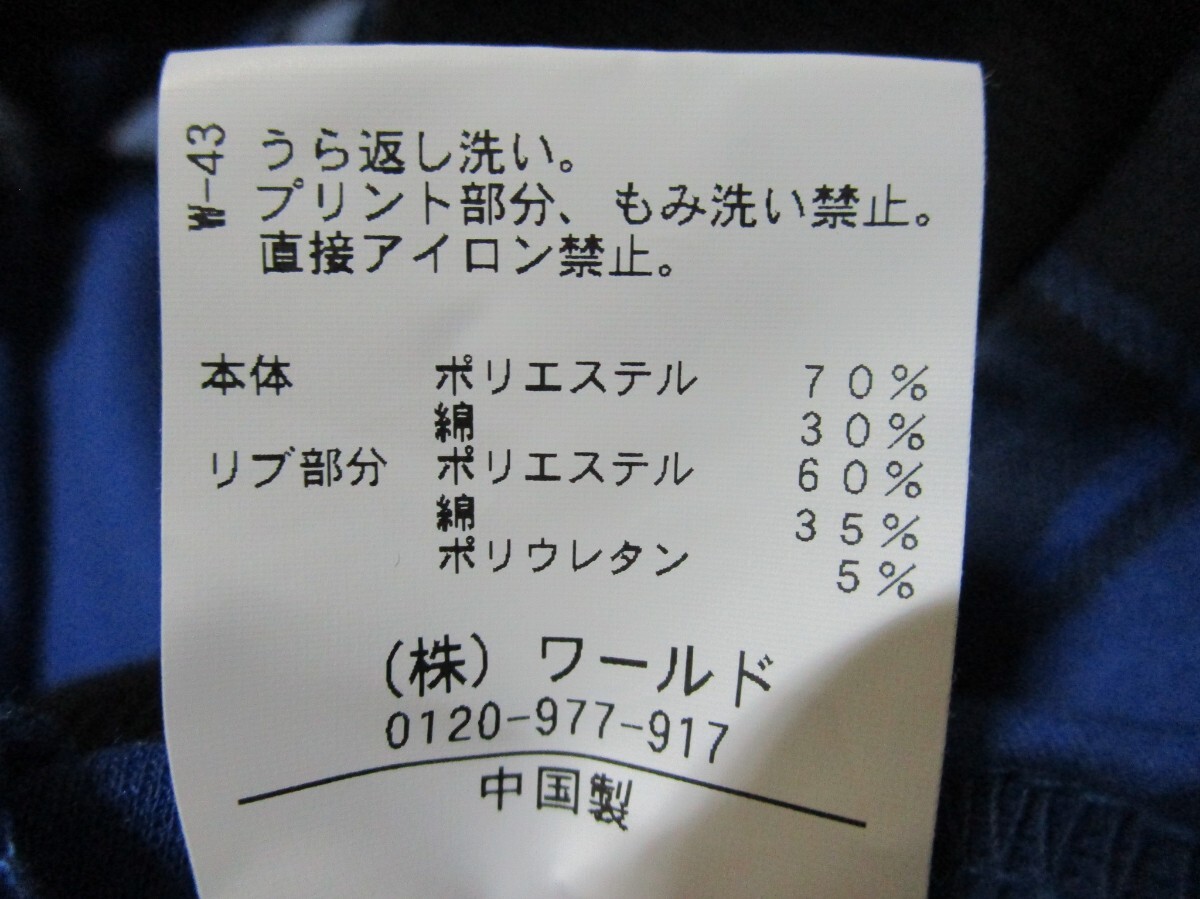 W-43
うら返し洗い。
プリント部分、もみ洗い禁止。
直接アイロン禁止。
本体 ポリエステル 70%
綿 30%
リブ部分 ポリエステル 60%
綿 35%
ポリウレタン 5%
(株) ワールド
0120-977-917
中国製